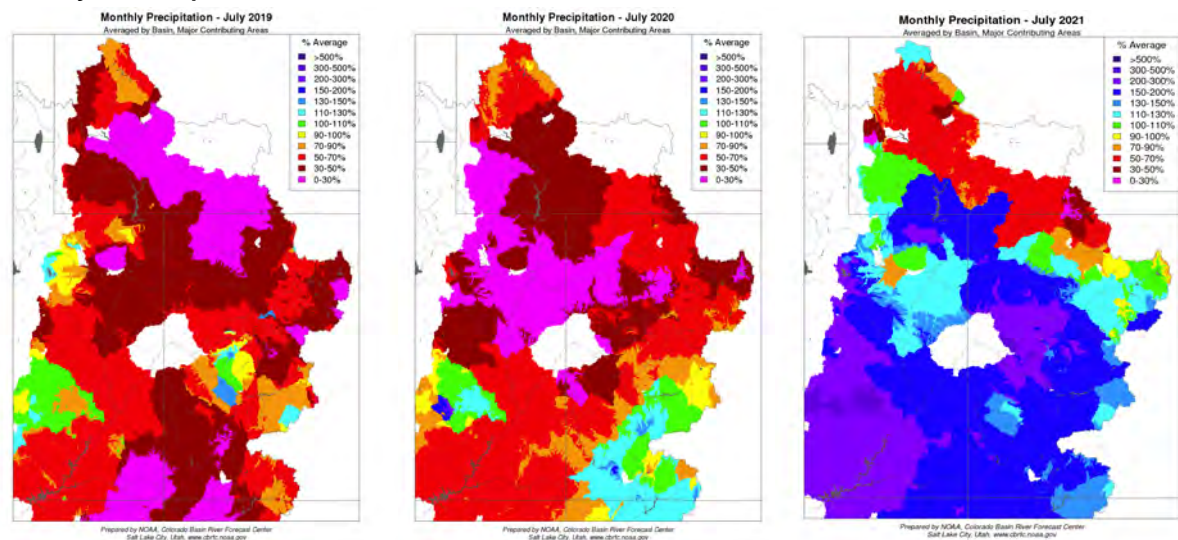 Monthly Precipitation - July 2019
Averaged by Basin, Major Contributing Areas
% Average
>500%
300-500%
200-300%
150-200%
130-150%
110-130%
100-110%
90-100%
70-90%
50-70%
30-50%
0-30%
Prepared by NOAA, Colorado Basin River Forecast Center
Salt Lake City, Utah, www.cbrfc.noaa.gov
Monthly Precipitation - July 2020
Averaged by Basin, Major Contributing Areas
% Average
>500%
300-500%
200-300%
150-200%
130-150%
110-130%
100-110%
90-100%
70-90%
50-70%
30-50%
0-30%
Prepared by NOAA, Colorado Basin River Forecast Center
Salt Lake City, Utah, www.cbrfc.noaa.gov
Monthly Precipitation - July 2021
Averaged by Basin, Major Contributing Areas
% Average
>500%
300-500%
200-300%
150-200%
130-150%
110-130%
100-110%
90-100%
70-90%
50-70%
30-50%
0-30%
Prepared by NOAA, Colorado Basin River Forecast Center
Salt Lake City, Utah, www.cbrfc.noaa.gov